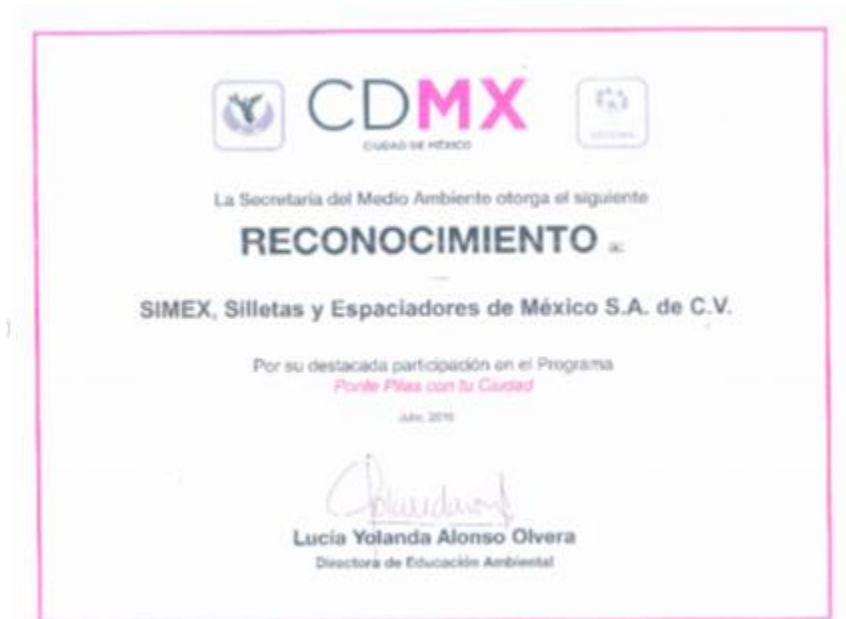 CDMX
CIUDAD DE MÉXICO
La Secretaría del Medio Ambiente otorga el siguiente
RECONOCIMIENTO a:
SIMEX, Silletas y Espaciadores de México S.A. de C.V.
Por su destacada participación en el Programa
Ponte Pilas con tu Ciudad
Julio, 2016
Lucía Yolanda Alonso Olvera
Directora de Educación Ambiental